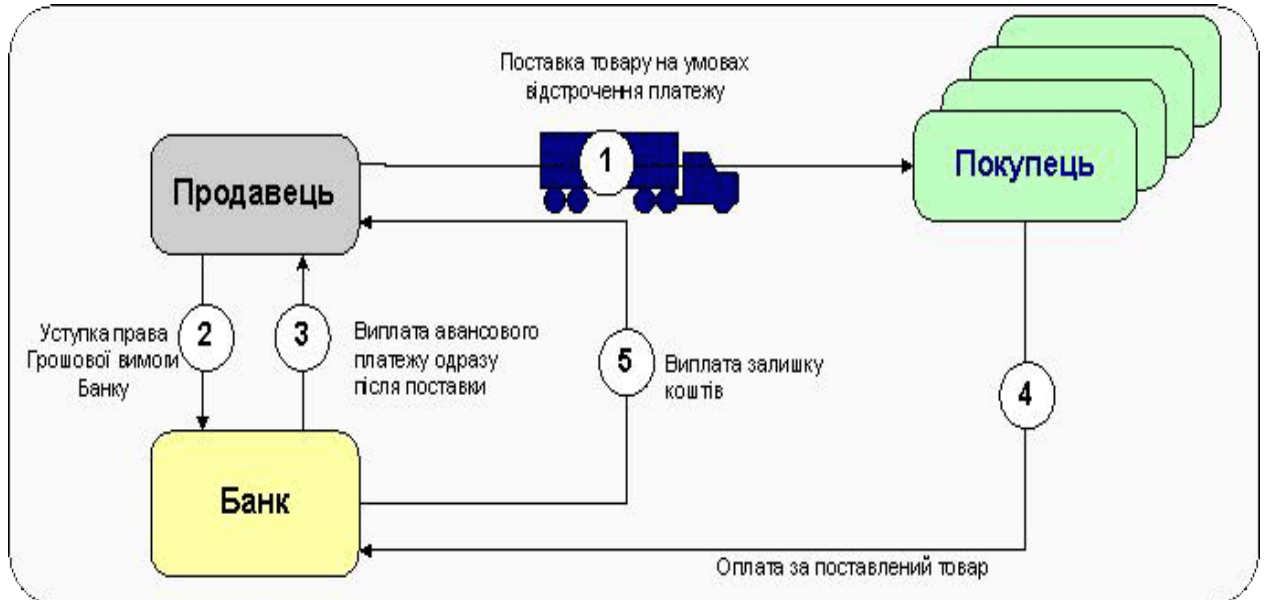 Поставка товару на умовах
відстрочення платежу
1
Продавець
Покупець
2
3
Уступка права
Грошової вимоги
Банку
Виплата авансового
платежу одразу
після поставки
5
Виплата залишку
коштів
4
Банк
Оплата за поставлений товар